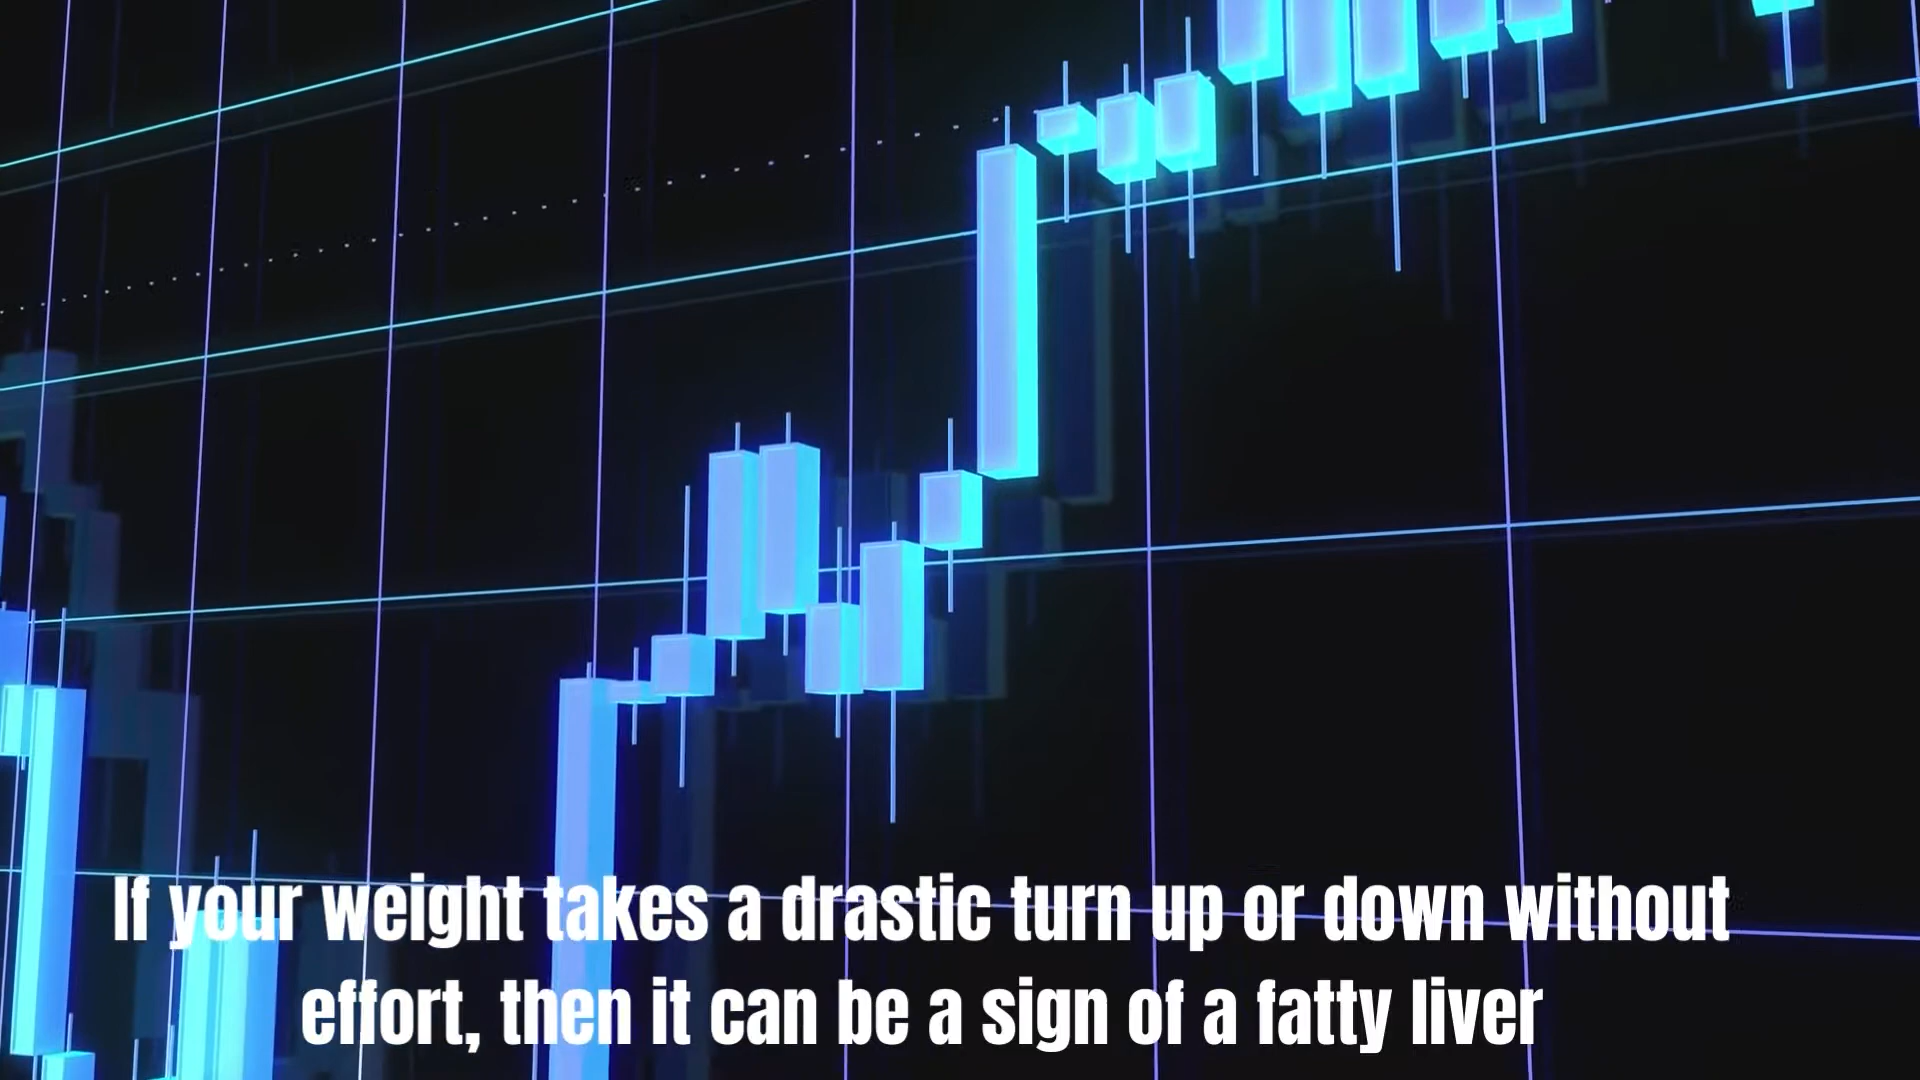 If your weight takes a drastic turn up or down without
effort, then it can be a sign of a fatty liver